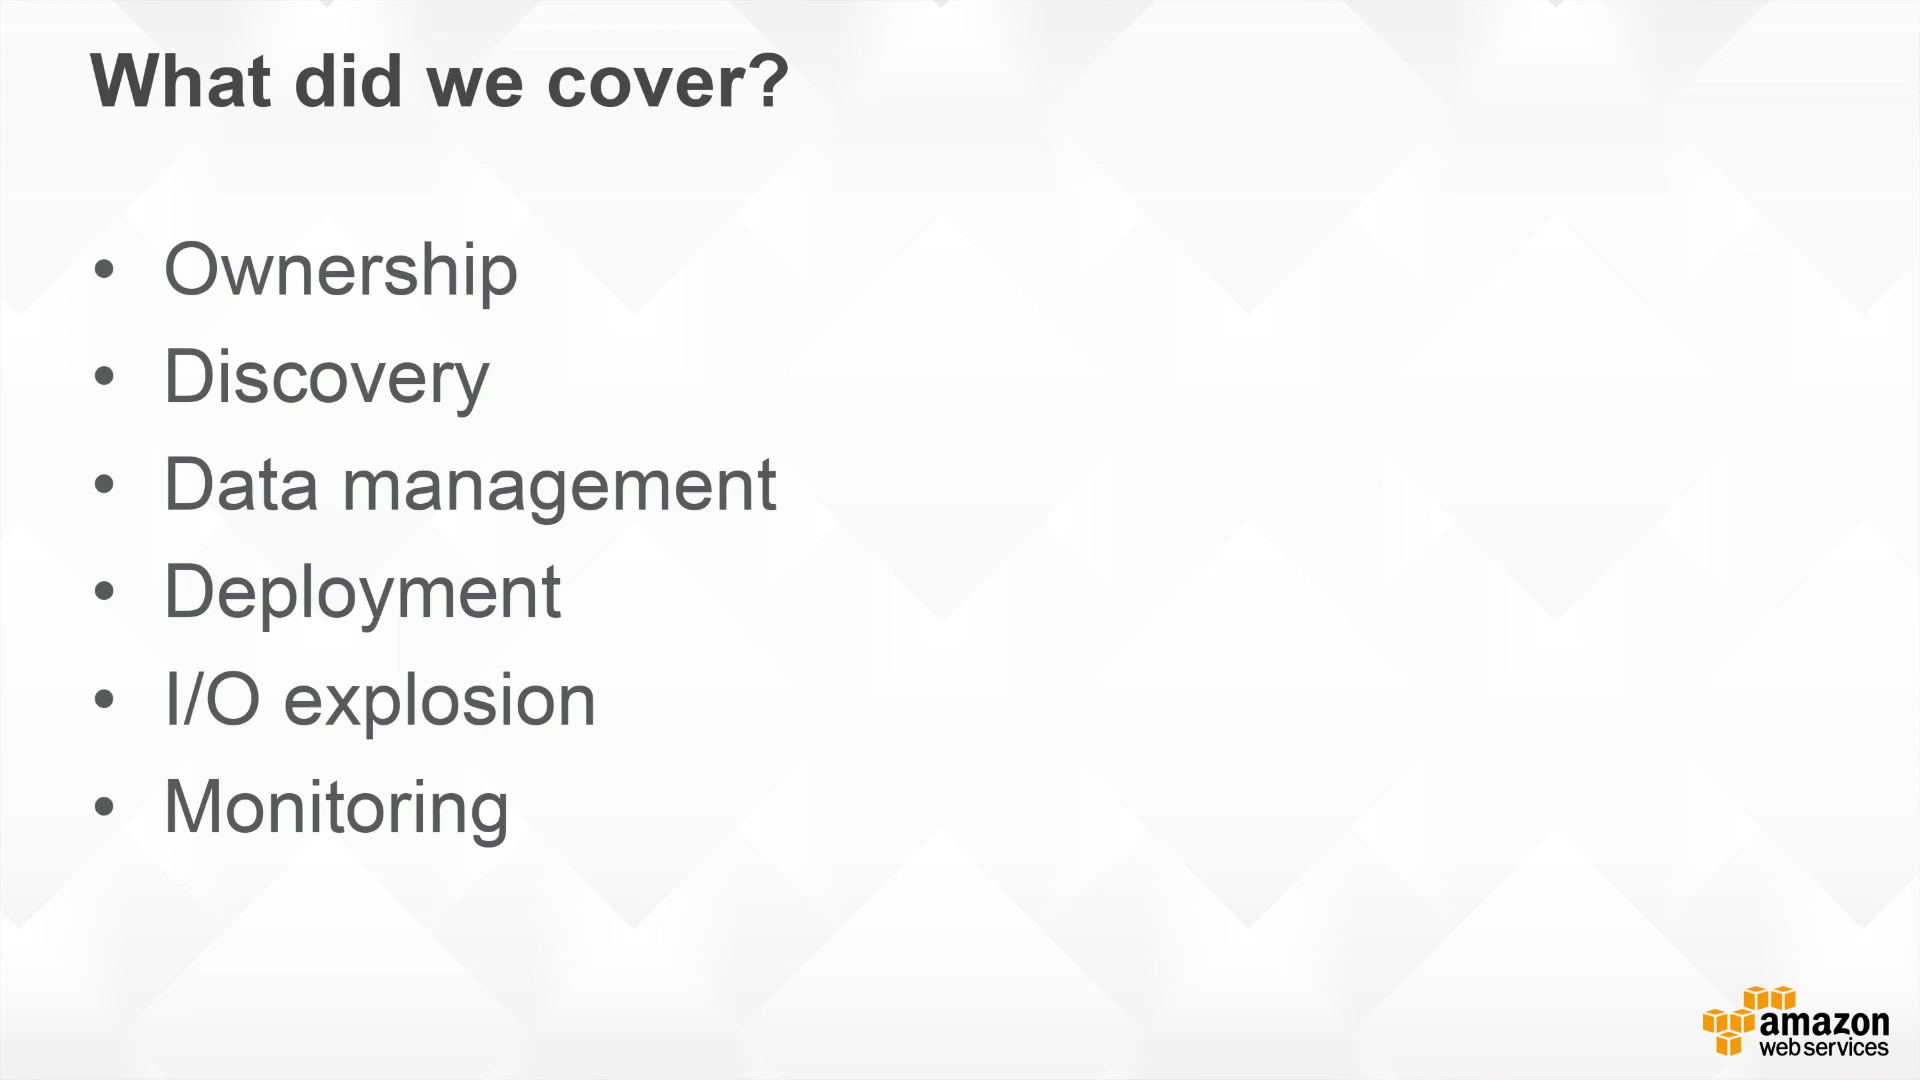 What did we cover?
• Ownership
• Discovery
• Data management
• Deployment
• I/O explosion
• Monitoring
amazon
web services